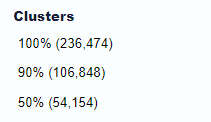 Clusters
100% (236,474)
90% (106,848)
50% (54,154)